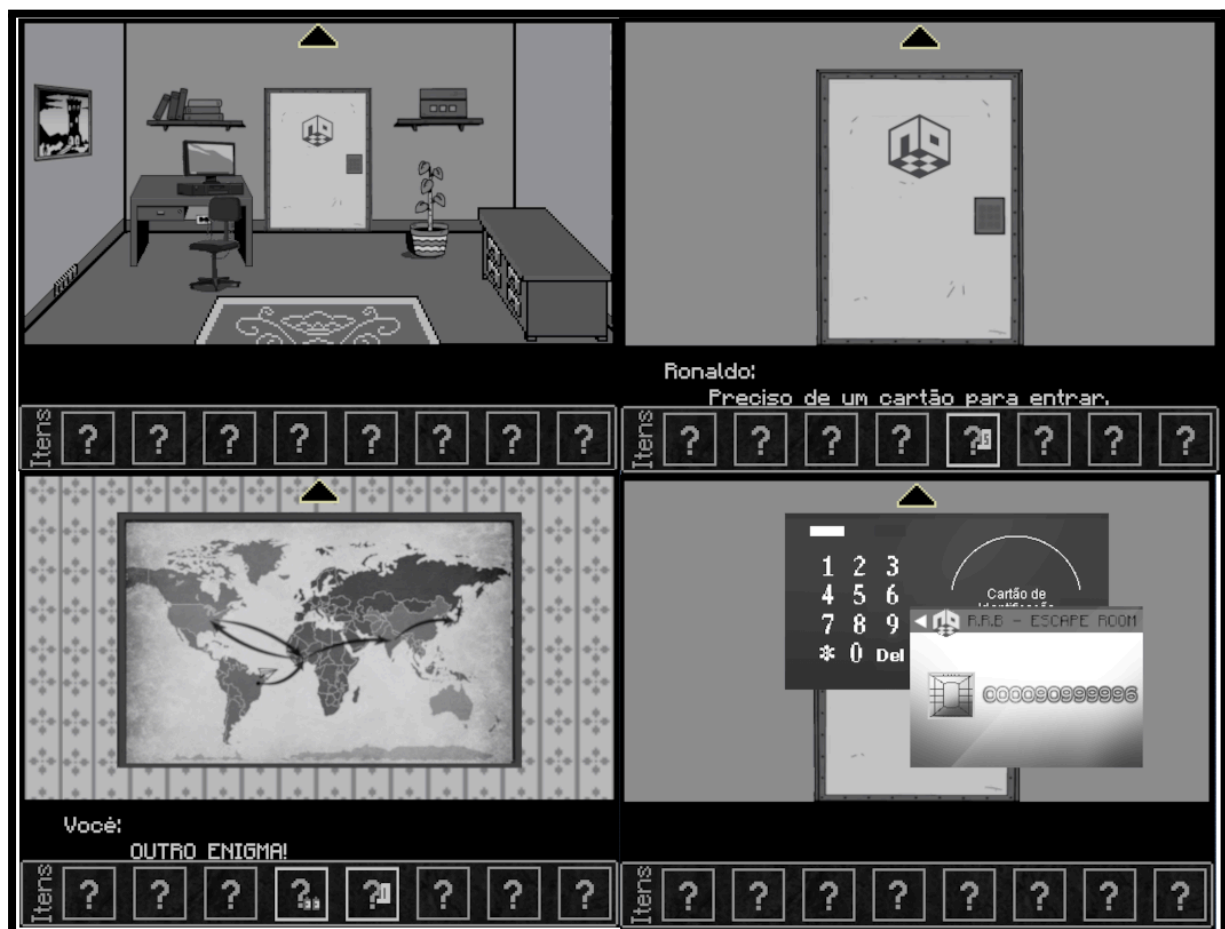 Itens ? ? ? ? ? ? ? ?
Ronaldo:
Preciso de um cartão para entrar.
Itens ? ? ? ? ? ? ? ?
Você:
OUTRO ENIGMA!
Itens ? ? ? ? ? ? ? ?
1 2 3
4 5 6
7 8 9
* 0 Del
Cartão de
Identificação
R.R.B - ESCAPE ROOM
000090999996
Itens ? ? ? ? ? ? ? ?